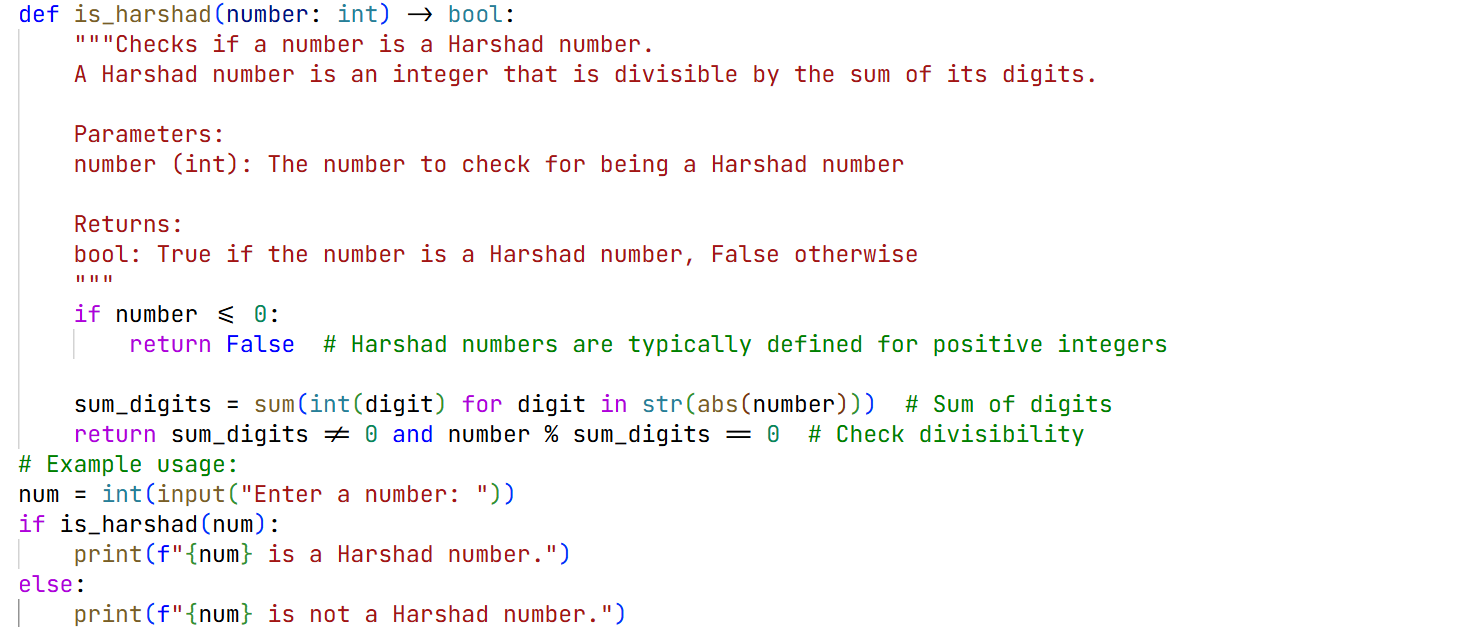 def is_harshad(number: int) → bool:
    """Checks if a number is a Harshad number.
    A Harshad number is an integer that is divisible by the sum of its digits.

    Parameters:
    number (int): The number to check for being a Harshad number

    Returns:
    bool: True if the number is a Harshad number, False otherwise
    """
    if number ⩽ 0:
        return False  # Harshad numbers are typically defined for positive integers

    sum_digits = sum(int(digit) for digit in str(abs(number)))  # Sum of digits
    return sum_digits ≠ 0 and number % sum_digits == 0  # Check divisibility
# Example usage:
num = int(input("Enter a number: "))
if is_harshad(num):
    print(f"{num} is a Harshad number.")
else:
    print(f"{num} is not a Harshad number.")